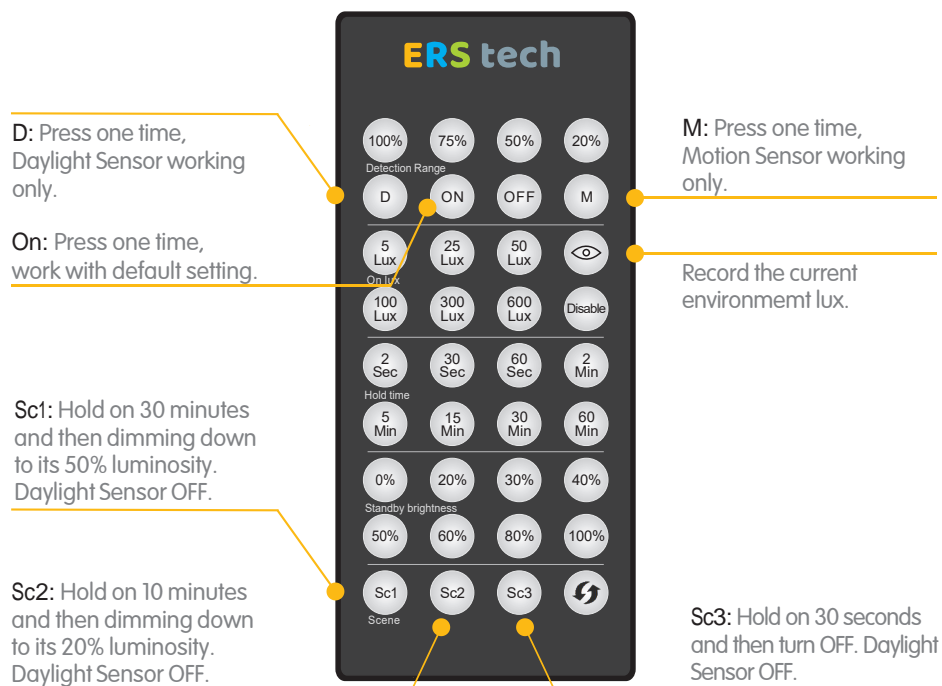 ERS tech
D: Press one time,
Daylight Sensor working
only.
On: Press one time,
work with default setting.
Sc1: Hold on 30 minutes
and then dimming down
to its 50% luminosity.
Daylight Sensor OFF.
Sc2: Hold on 10 minutes
and then dimming down
to its 20% luminosity.
Daylight Sensor OFF.
100% 75% 50% 20%
Detection Range
D ON OFF M
5 Lux 25 Lux 50 Lux
On lux
100 Lux 300 Lux 600 Lux Disable
2 Sec 30 Sec 60 Sec 2 Min
Hold time
5 Min 15 Min 30 Min 60 Min
0% 20% 30% 40%
Standby brightness
50% 60% 80% 100%
Sc1 Sc2 Sc3
Scene
M: Press one time,
Motion Sensor working
only.
Record the current
environmemt lux.
Sc3: Hold on 30 seconds
and then turn OFF. Daylight
Sensor OFF.